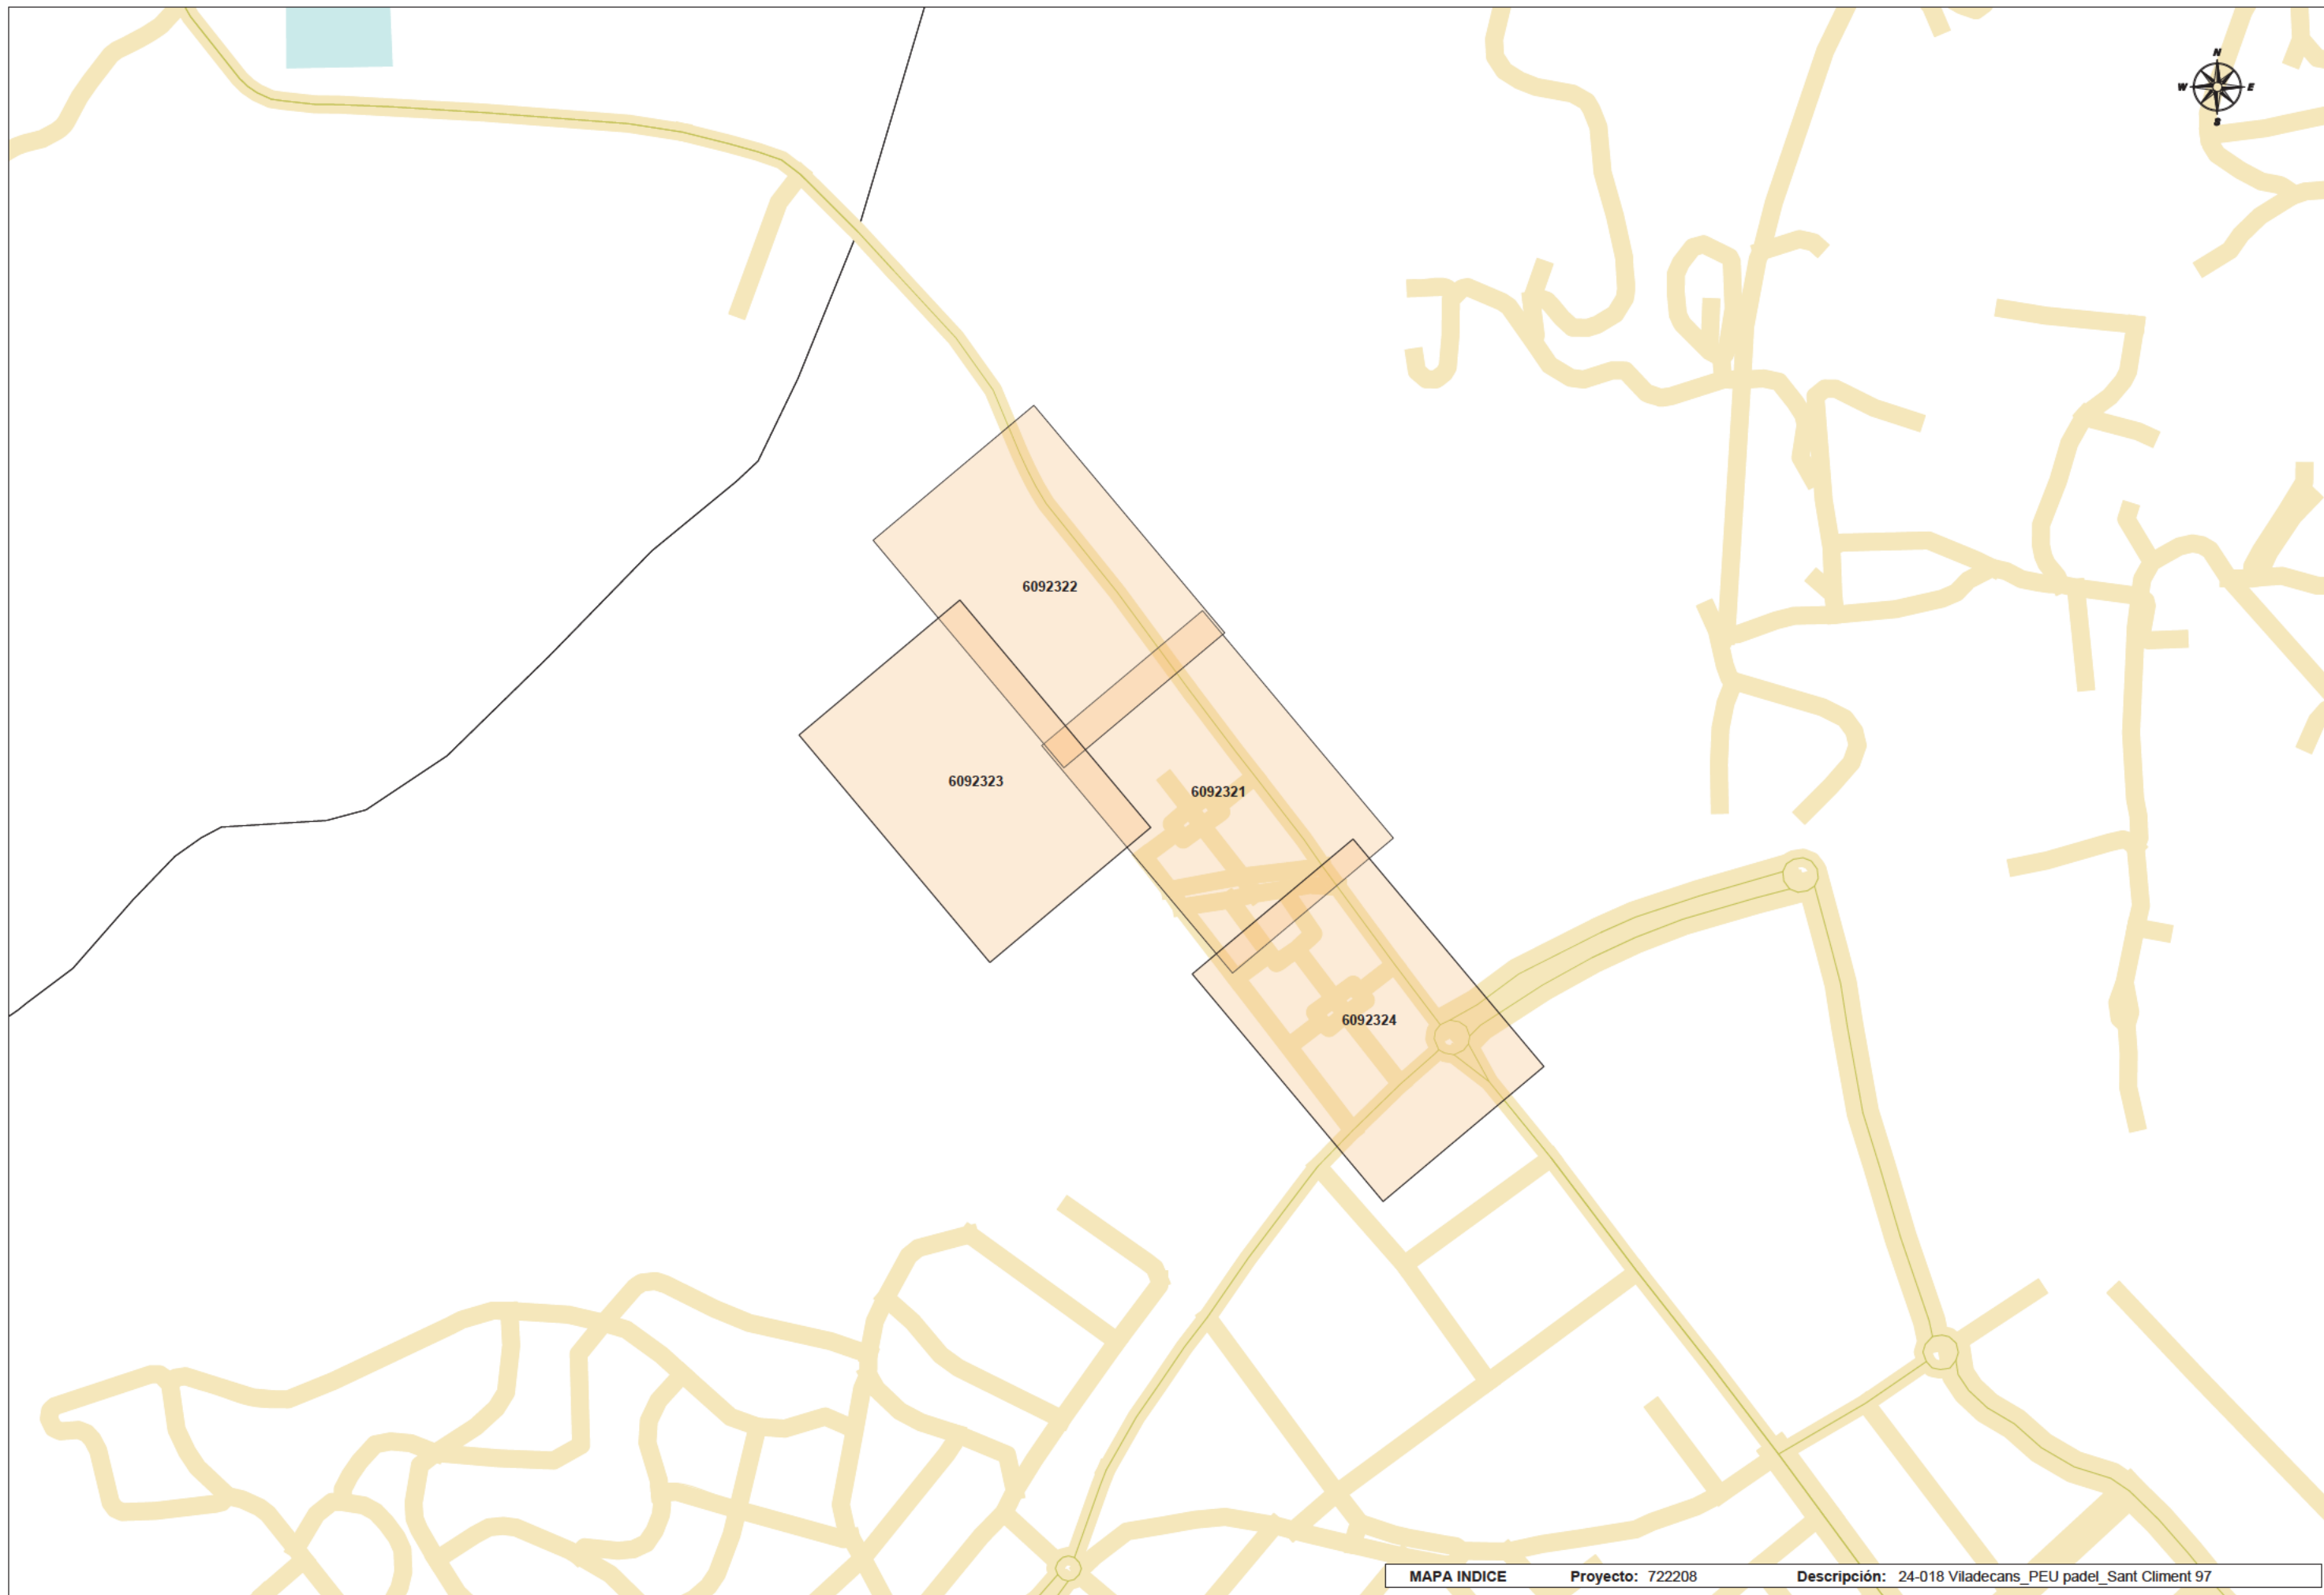 N
W E
S
6092322
6092323
6092321
6092324
MAPA INDICE Proyecto: 722208 Descripción: 24-018 Viladecans_PEU padel_Sant Climent 97